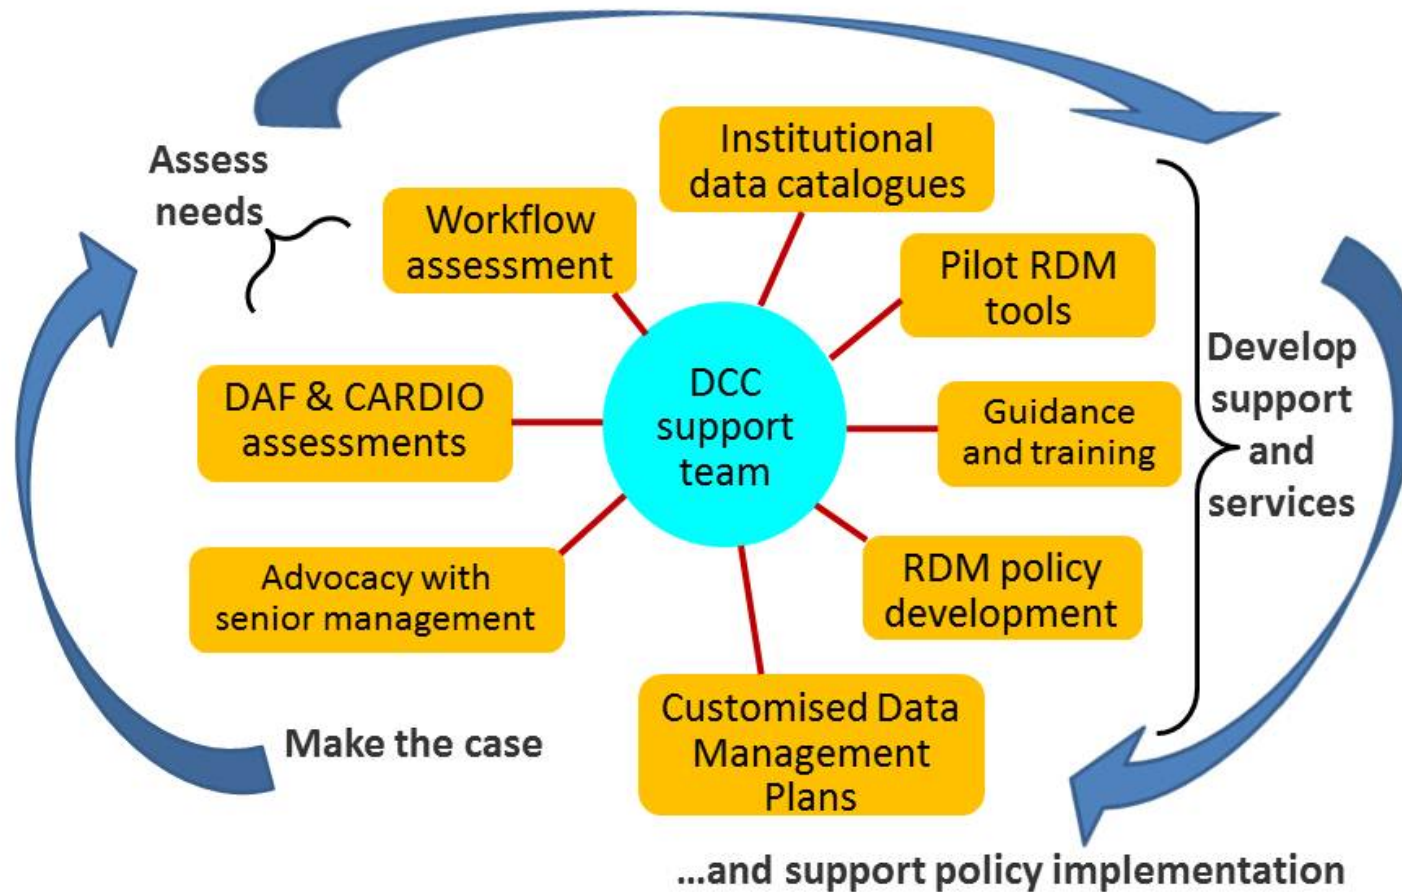 Assess
needs
Institutional
data catalogues
Workflow
assessment
Pilot RDM
tools
DAF & CARDIO
assessments
DCC
support
team
Guidance
and training
Develop
support
and
services
Advocacy with
senior management
RDM policy
development
Customised Data
Management
Plans
Make the case
...and support policy implementation